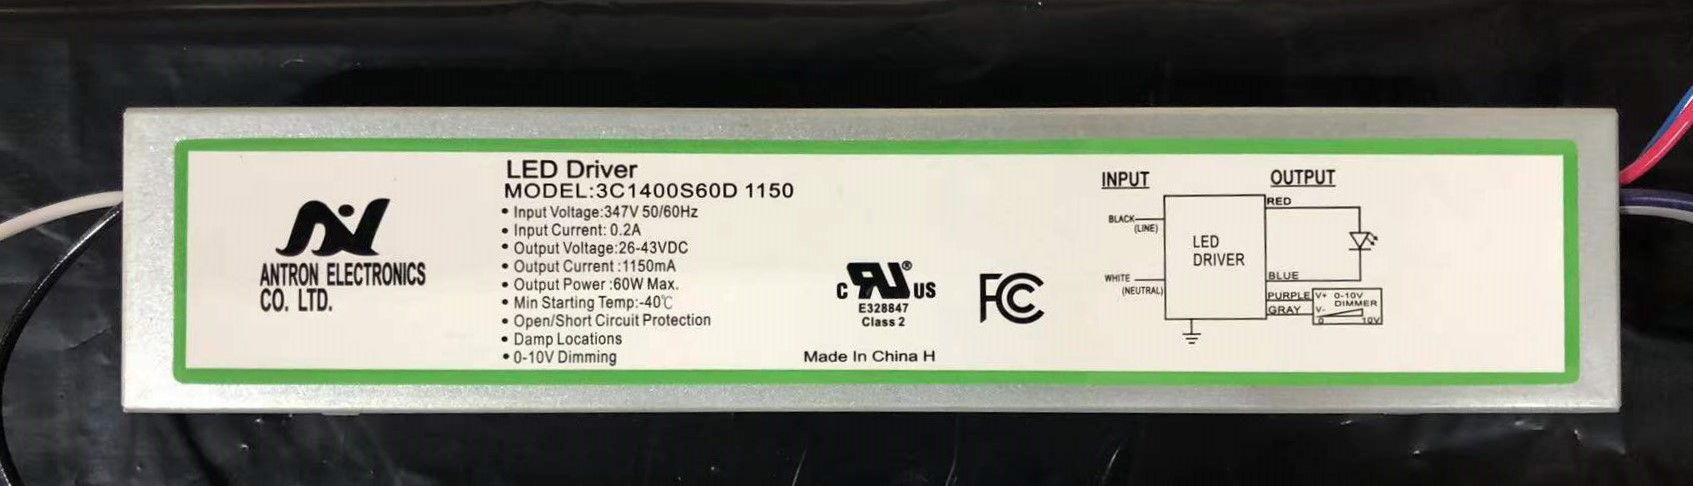 ANTRON ELECTRONICS
CO. LTD.
LED Driver
MODEL:3C1400S60D 1150
• Input Voltage:347V 50/60Hz
• Input Current: 0.2A
• Output Voltage:26-43VDC
• Output Current :1150mA
• Output Power :60W Max.
• Min Starting Temp:-40℃
• Open/Short Circuit Protection
• Damp Locations
• 0-10V Dimming
C RU® US
E328847
Class 2
FCC
Made In China H
INPUT
OUTPUT
BLACK
(LINE)
WHITE
(NEUTRAL)
LED
DRIVER
RED
BLUE
PURPLE
GRAY
V+ 0-10V
DIMMER
V-
0 10V